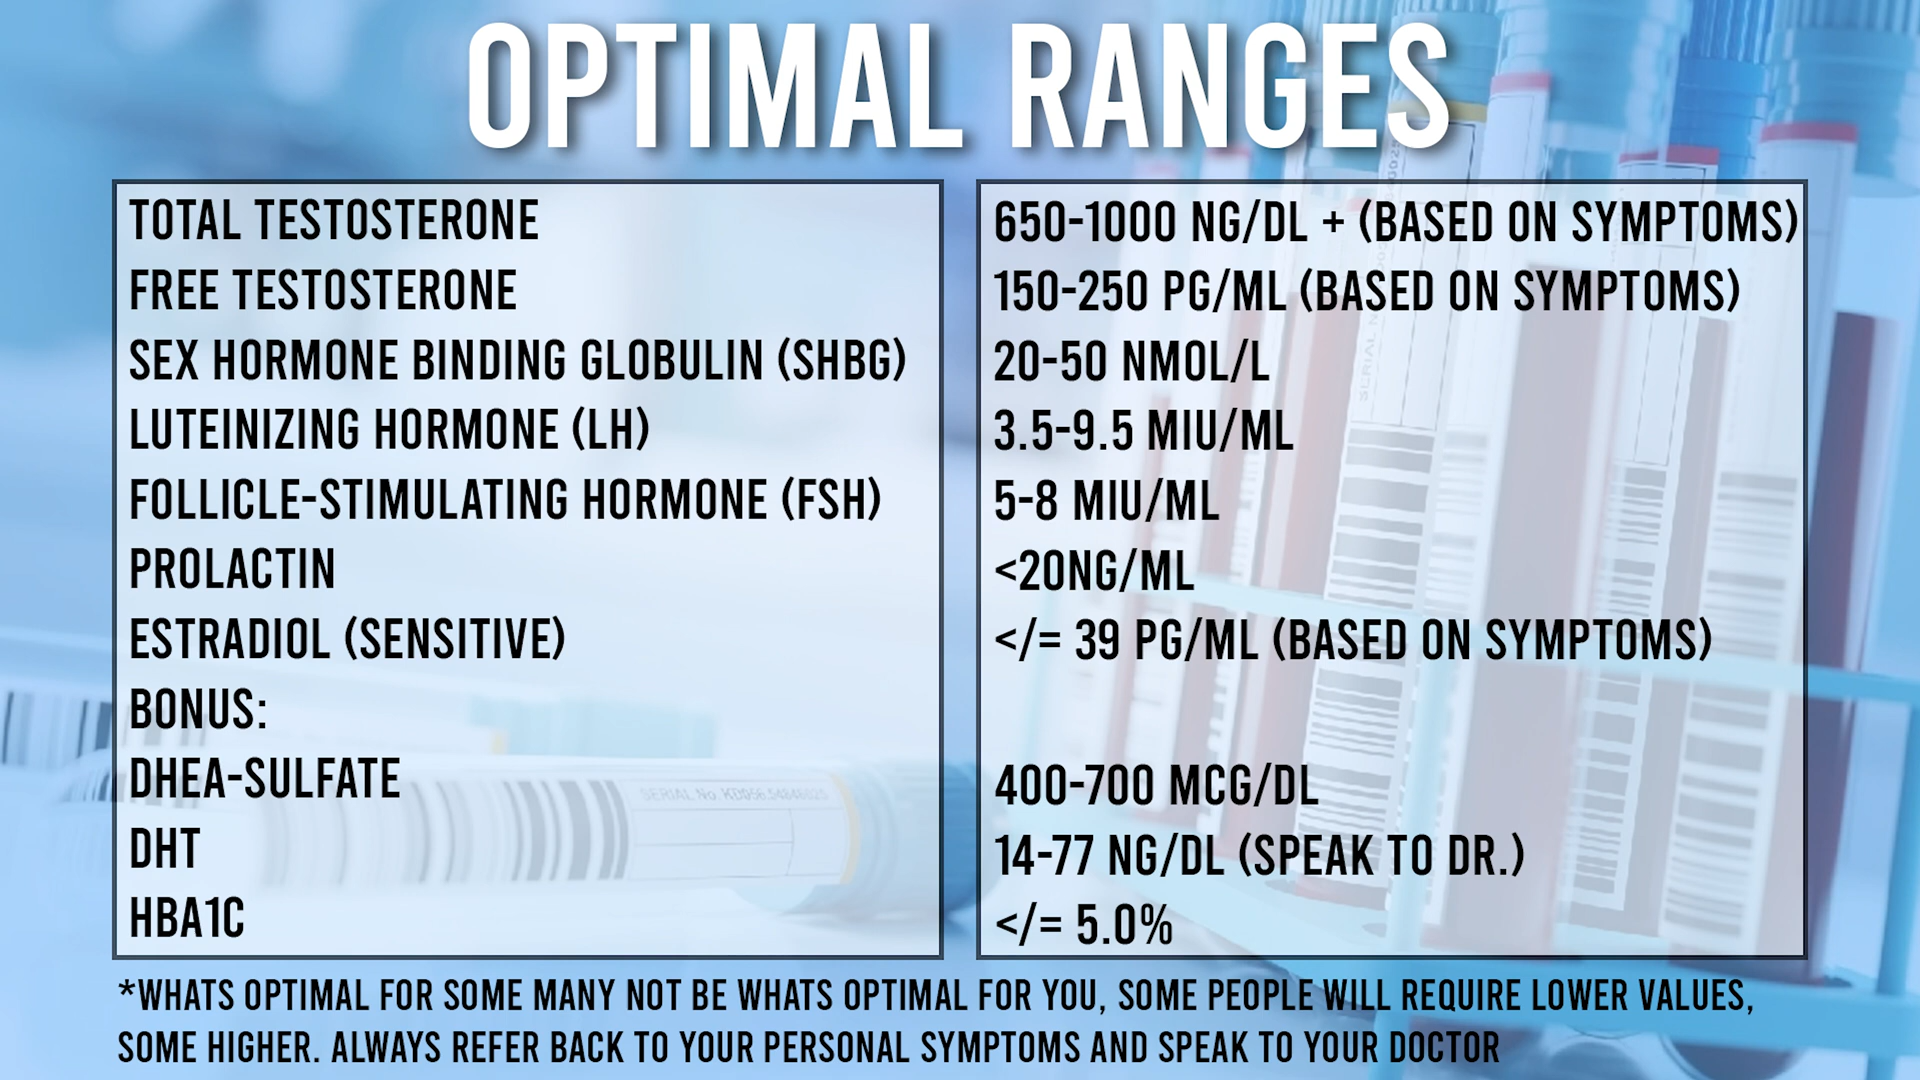 OPTIMAL RANGES
TOTAL TESTOSTERONE
FREE TESTOSTERONE
SEX HORMONE BINDING GLOBULIN (SHBG)
LUTEINIZING HORMONE (LH)
FOLLICLE-STIMULATING HORMONE (FSH)
PROLACTIN
ESTRADIOL (SENSITIVE)
BONUS:
DHEA-SULFATE
DHT
HBA1C
650-1000 NG/DL + (BASED ON SYMPTOMS)
150-250 PG/ML (BASED ON SYMPTOMS)
20-50 NMOL/L
3.5-9.5 MIU/ML
5-8 MIU/ML
<20NG/ML
</= 39 PG/ML (BASED ON SYMPTOMS)
400-700 MCG/DL
14-77 NG/DL (SPEAK TO DR.)
</= 5.0%
*WHATS OPTIMAL FOR SOME MANY NOT BE WHATS OPTIMAL FOR YOU, SOME PEOPLE WILL REQUIRE LOWER VALUES,
SOME HIGHER. ALWAYS REFER BACK TO YOUR PERSONAL SYMPTOMS AND SPEAK TO YOUR DOCTOR
SERIAL No